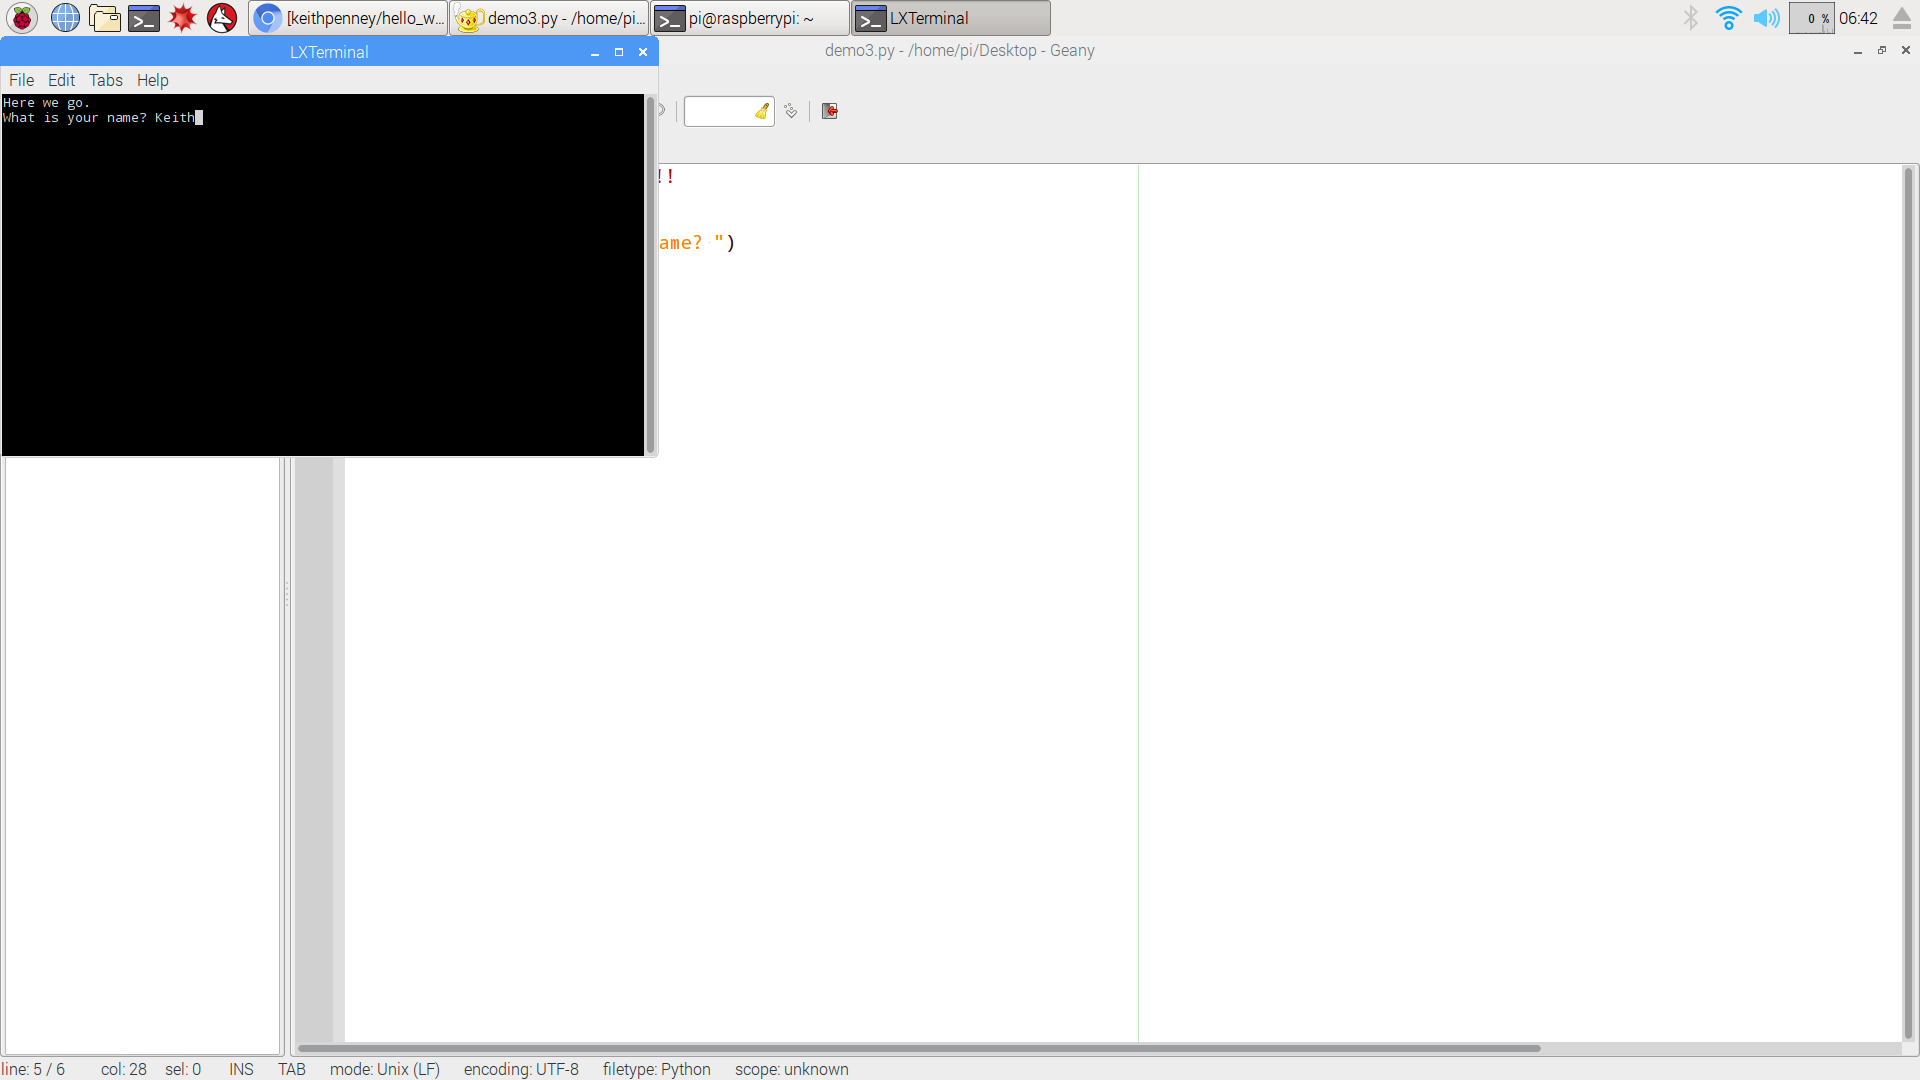 [keithpenney/hello_w...
demo3.py - /home/pi...
pi@raspberrypi: ~
LXTerminal
0 %
06:42
LXTerminal
demo3.py - /home/pi/Desktop - Geany
File Edit Tabs Help
Here we go.
What is your name? Keith
!!
ame? ")
line: 5 / 6 col: 28 sel: 0 INS TAB mode: Unix (LF) encoding: UTF-8 filetype: Python scope: unknown